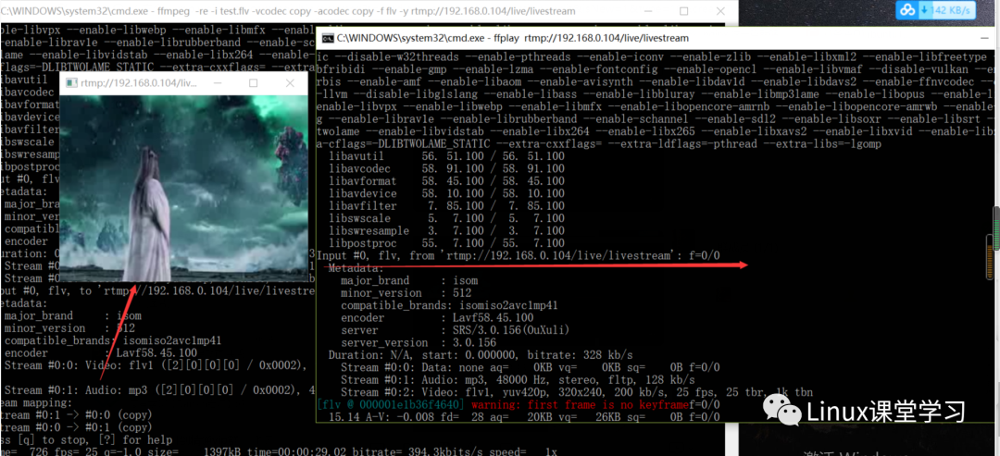 C:\WINDOWS\system32\cmd.exe - ffmpeg -re -i test.flv -vcodec copy -acodec copy -f flv -y rtmp://192.168.0.104/live/livestream
142 KB/s
able-libvpx --enable-libwebp --enable-libmfx --enable-
--enable-librav1e --enable-librubberband --enable-sc
lame --enable-libvidstab --enable-libx264 --enable-l
flags=-DLIBTWOLAME_STATIC --extra-cxxflags= --extra
libavutil
libavcodec
libavformat
libavdevice
libavfilter
libswscale
libswresamp
libpostproc
put #0, flv,
Metadata:
major_bra
minor_ver
compatibl
encoder
Duration: 0
Stream #0
Stream #0
rtmp://192.168.0.104/liv...
put #0, flv, to 'rtmp://192.168.0.104/live/livestre
etadata:
major_brand : isom
minor_version : 512
compatible_brands: isomiso2avc1mp41
encoder : Lavf58.45.100
Stream #0:0: Video: flv1 ([2][0][0][0] / 0x0002),
Stream #0:1: Audio: mp3 ([2][0][0][0] / 0x0002), 4
eam mapping:
Stream #0:1 -> #0:0 (copy)
Stream #0:0 -> #0:1 (copy)
ss [q] to stop, [?] for help
me= 726 fps= 25 q=-1.0 size= 1397kB time=00:00:29.02 bitrate= 394.3kbits/s speed= 1x
C:\WINDOWS\system32\cmd.exe - ffplay rtmp://192.168.0.104/live/livestream
ic --disable-w32threads --enable-pthreads --enable-iconv --enable-zlib --enable-libxml2 --enable-libfreetype -
bfribidi --enable-gmp --enable-lzma --enable-fontconfig --enable-opencl --enable-libvmaf --disable-vulkan --en
rbis --enable-amf --enable-libaom --enable-avisynth --enable-libdav1d --enable-libdavs2 --enable-ffnvcodec --e
-llvm --disable-libglslang --enable-libass --enable-libbluray --enable-libmp3lame --enable-libopus --enable-l
enable-libvpx --enable-libwebp --enable-libmfx --enable-libopencore-amrnb --enable-libopencore-amrwb --enable-
g --enable-librav1e --enable-librubberband --enable-schannel --enable-sdl2 --enable-libsoxr --enable-libsrt --
twolame --enable-libvidstab --enable-libx264 --enable-libx265 --enable-libxavs2 --enable-libxvid --enable-libx
a-cflags=-DLIBTWOLAME_STATIC --extra-cxxflags= --extra-ldflags=-pthread --extra-libs=-lgomp
libavutil 56. 51.100 / 56. 51.100
libavcodec 58. 91.100 / 58. 91.100
libavformat 58. 45.100 / 58. 45.100
libavdevice 58. 10.100 / 58. 10.100
libavfilter 7. 85.100 / 7. 85.100
libswscale 5. 7.100 / 5. 7.100
libswresample 3. 7.100 / 3. 7.100
libpostproc 55. 7.100 / 55. 7.100
Input #0, flv, from 'rtmp://192.168.0.104/live/livestream': f=0/0
Metadata:
major_brand : isom
minor_version : 512
compatible_brands: isomiso2avc1mp41
encoder : Lavf58.45.100
server : SRS/3.0.156(OuXuli)
server_version : 3.0.156
Duration: N/A, start: 0.000000, bitrate: 328 kb/s
Stream #0:0: Data: none aq= 0KB vq= 0KB sq= 0B f=0/0
Stream #0:1: Audio: mp3, 48000 Hz, stereo, fltp, 128 kb/s
Stream #0:2: Video: flv1, yuv420p, 320x240, 200 kb/s, 25 fps, 25 tbr, 1k tbn
[flv @ 000001e1b36f4640] warning: first frame is no keyframef=0/0
15.14 A-V: -0.008 fd= 28 aq= 20KB vq= 26KB sq= 0B f=0/0
Linux课堂学习
激活 Windows